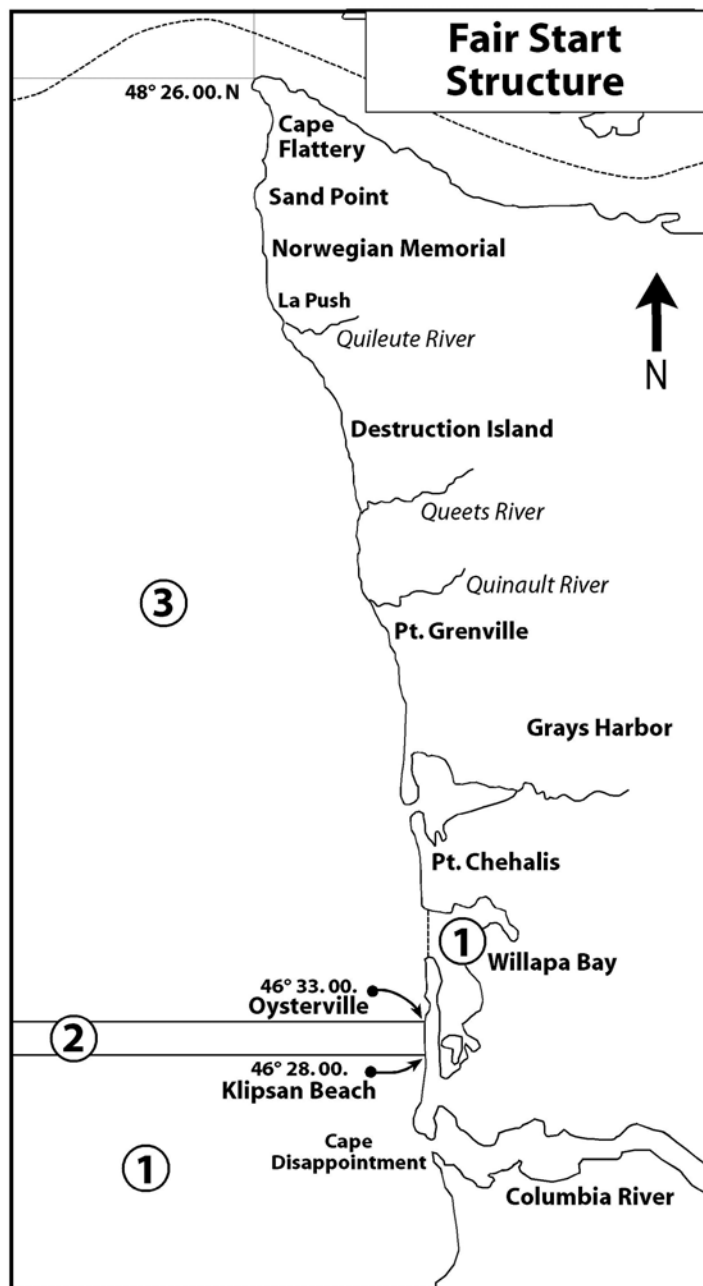 Fair Start
Structure
48° 26.00. N
Cape
Flattery
Sand Point
Norwegian Memorial
La Push
Quileute River
N
Destruction Island
Queets River
Quinault River
3
Pt. Grenville
Grays Harbor
Pt. Chehalis
1
Willapa Bay
46° 33.00.
Oysterville
2
46° 28.00.
Klipsan Beach
Cape
Disappointment
1
Columbia River